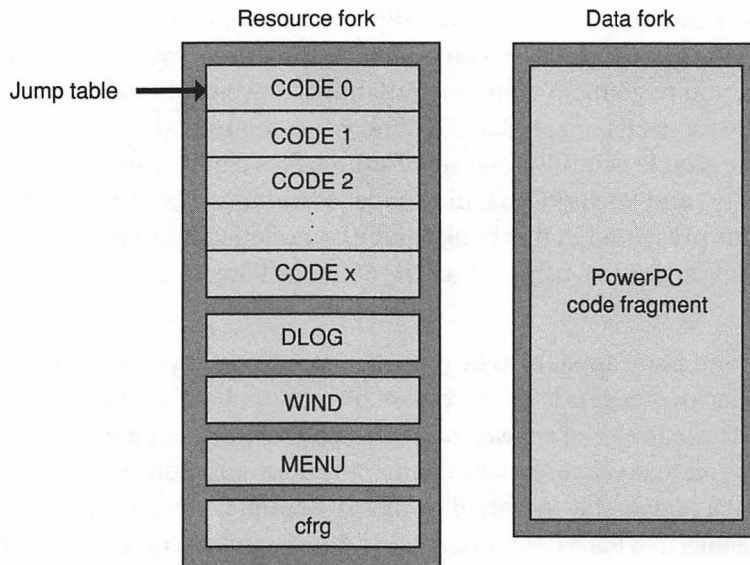 Resource fork
Data fork
Jump table
CODE 0
CODE 1
CODE 2
.
.
CODE x
DLOG
WIND
MENU
cfrg
PowerPC
code fragment